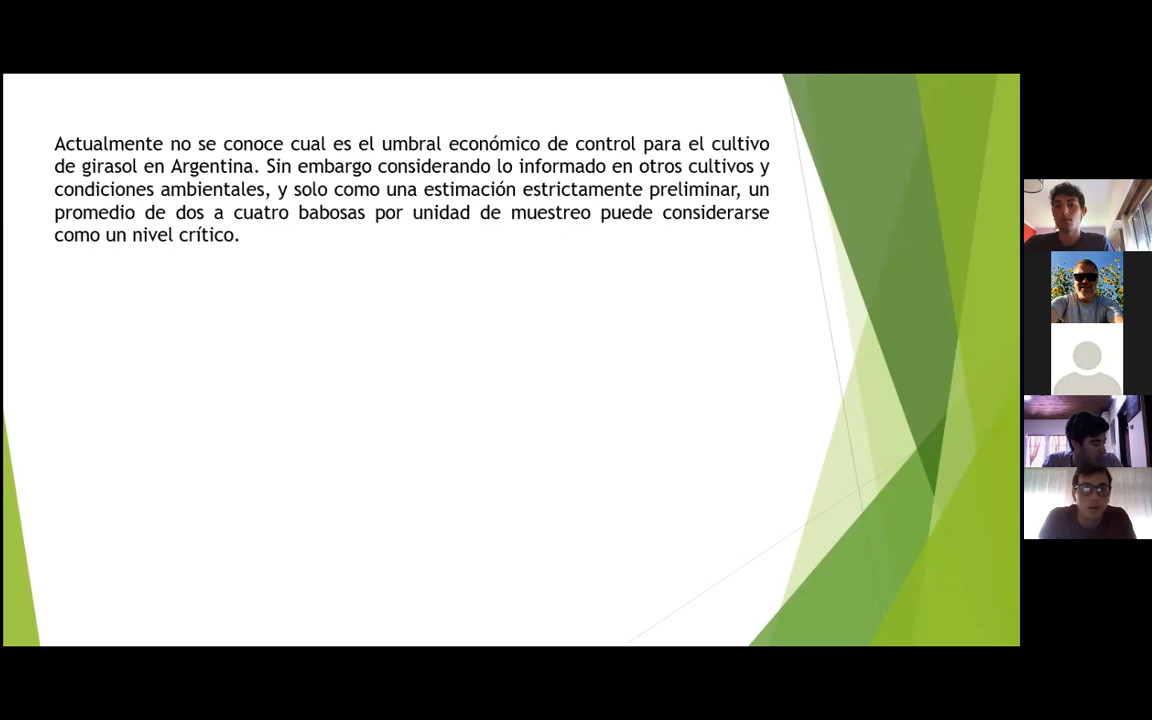 Actualmente no se conoce cual es el umbral económico de control para el cultivo
de girasol en Argentina. Sin embargo considerando lo informado en otros cultivos y
condiciones ambientales, y solo como una estimación estrictamente preliminar, un
promedio de dos a cuatro babosas por unidad de muestreo puede considerarse
como un nivel crítico.